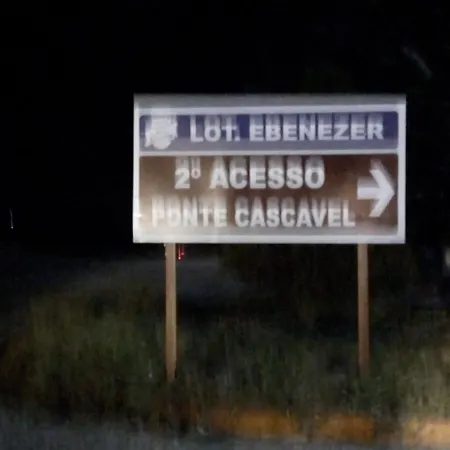 LOT. EBENEZER
2º ACESSO
PONTE CASCAVEL